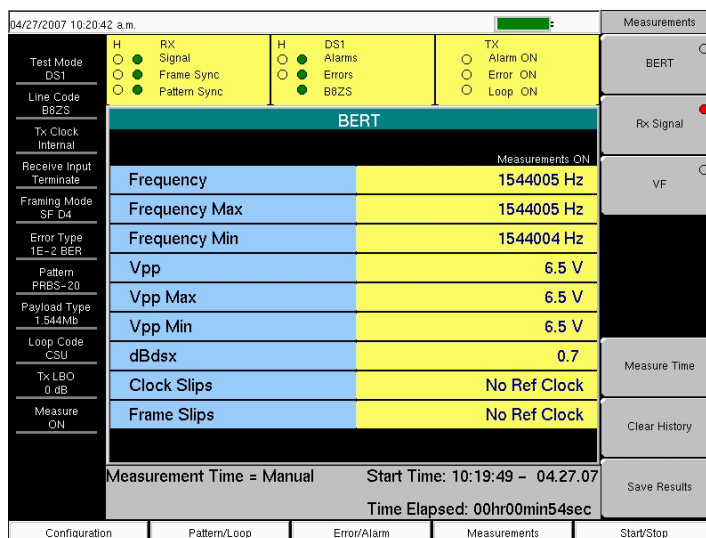 04/27/2007 10:20:42 a.m.
Measurements
Test Mode
DS1
Line Code
B8ZS
Tx Clock
Internal
Receive Input
Terminate
Framing Mode
SF D4
Error Type
1E-2 BER
Pattern
PRBS-20
Payload Type
1.544Mb
Loop Code
CSU
Tx LBO
0 dB
Measure
ON
H RX
Signal
Frame Sync
Pattern Sync
H DS1
Alarms
Errors
B8ZS
TX
Alarm ON
Error ON
Loop ON
BERT
Measurements ON
Frequency 1544005 Hz
Frequency Max 1544005 Hz
Frequency Min 1544004 Hz
Vpp 6.5 V
Vpp Max 6.5 V
Vpp Min 6.5 V
dBdsx 0.7
Clock Slips No Ref Clock
Frame Slips No Ref Clock
Measurement Time = Manual Start Time: 10:19:49 - 04.27.07
Time Elapsed: 00hr00min54sec
BERT
Rx Signal
VF
Measure Time
Clear History
Save Results
Configuration Pattern/Loop Error/Alarm Measurements Start/Stop